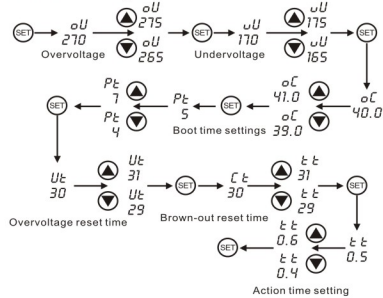 SET
oU
270
Overvoltage
oU
275
oU
265
SET
uU
170
Undervoltage
uU
175
uU
165
SET
oC
40.0
oC
41.0
oC
39.0
SET
Boot time settings
Pt
5
Pt
7
Pt
4
SET
Ut
30
Overvoltage reset time
Ut
31
Ut
29
SET
Ct
30
Brown-out reset time
tt
31
tt
29
SET
tt
0.5
tt
0.6
tt
0.4
Action time setting
SET